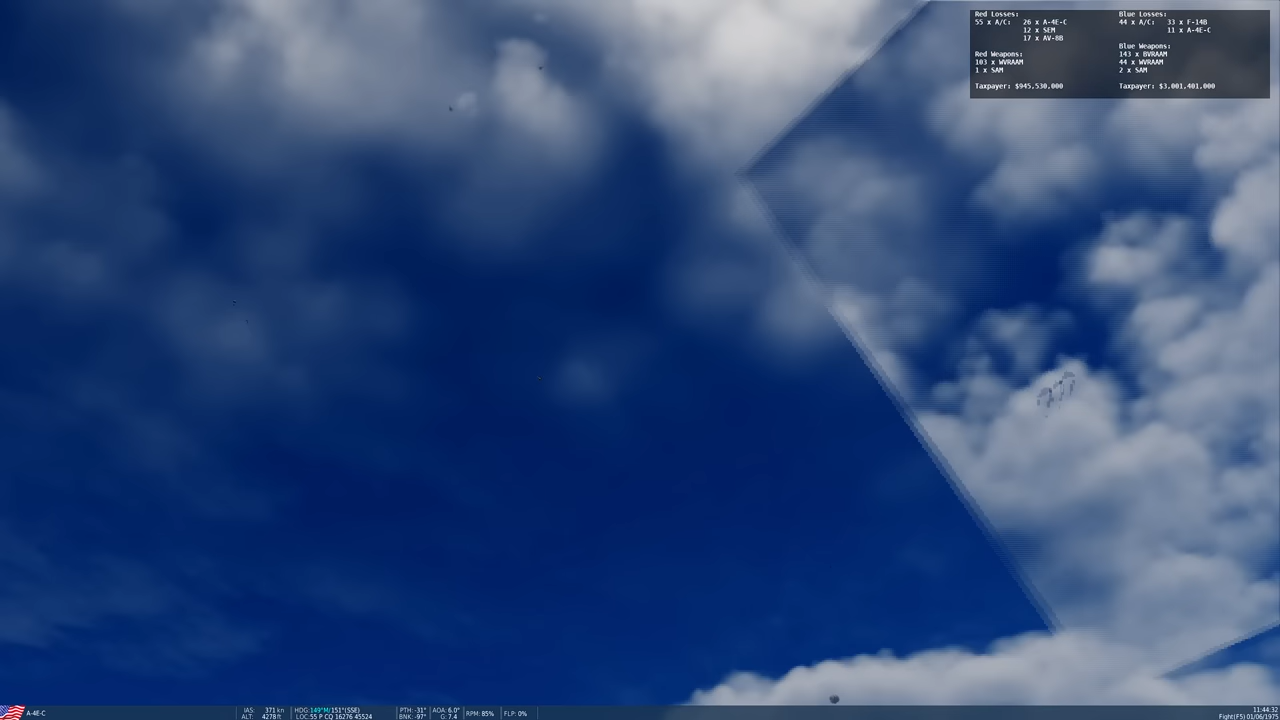 Red Losses:
55 x A/C: 26 x A-4E-C
12 x SEM
17 x AV-8B
Red Weapons:
103 x WVRAAM
1 x SAM
Taxpayer: $945,530,000
Blue Losses:
44 x A/C: 33 x F-14B
11 x A-4E-C
Blue Weapons:
143 x BVRAAM
44 x WVRAAM
2 x SAM
Taxpayer: $3,001,401,000
A-4E-C
IAS: 371 kn
ALT: 4278 ft
HDG:149°M/151°(SSE)
LOC:55 P CQ 16276 45524
PTH: -31°
BNK: -97°
AOA: 6.0°
G: 7.4
RPM: 85%
FLP: 0%
11:44:32
Fight(F5) 01/06/1975